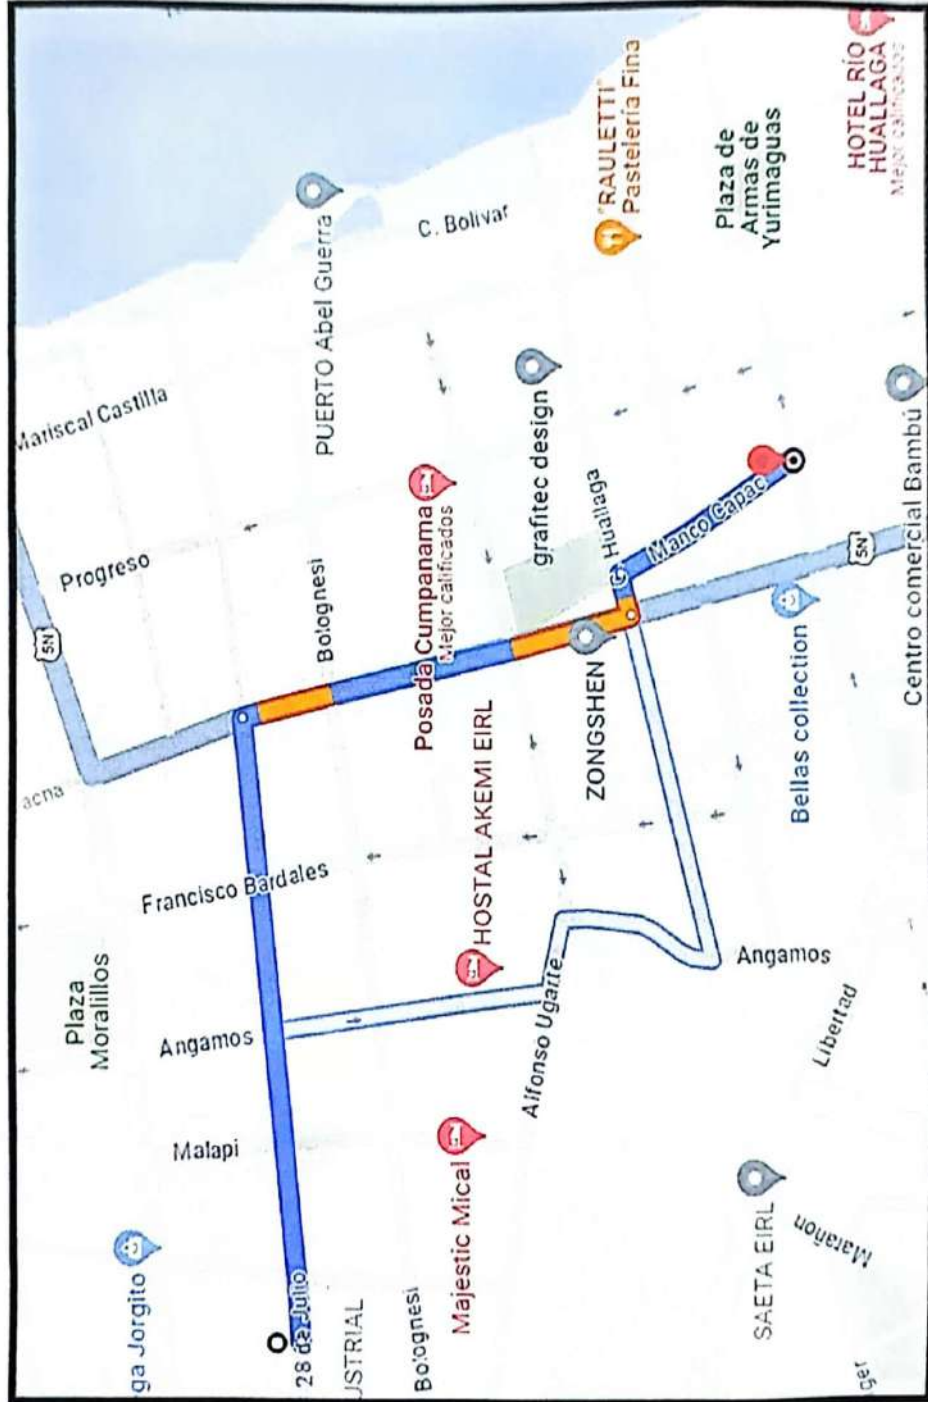 Mariscal Castilla
5N
acna
Plaza
Moralillos
ga Jorgito
Progreso
Francisco Bardales
Angamos
Malapi
28 de Julio
PUERTO Abel Guerra
Bolognesi
USTRIAL
C. Bolivar
Posada Cumpanama
Mejor calificados
Bolognesi
Majestic Mical
HOSTAL AKEMI EIRL
grafitec design
Alfonso Ugarte
"RAULETTI"
Pastelería Fina
C. Huallaga
ZONGSHEN
Manco Capac
Plaza de
Armas de
Yurimaguas
Angamos
SAETA EIRL
Bellas collection
Libertad
Marañon
HOTEL RÍO
HUALLAGA
Mejor calificados
5N
ger
Centro comercial Bambú